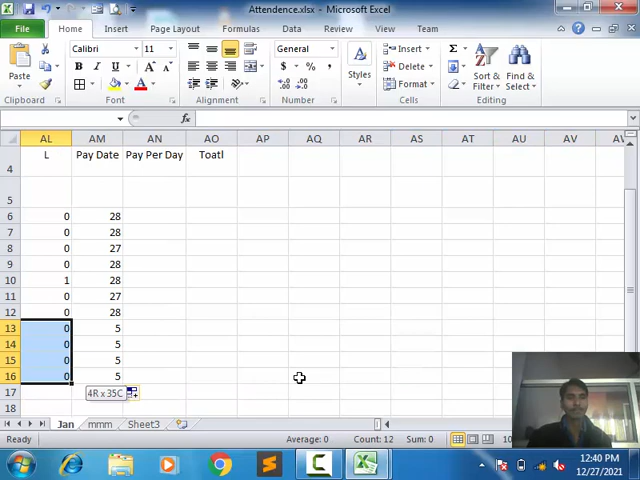 Attendence.xlsx - Microsoft Excel
File Home Insert Page Layout Formulas Data Review View Team
Paste Calibri 11 General Styles Insert Delete Format Sort & Filter Find & Select
Clipboard Font Alignment Number Cells Editing
fx
AL AM AN AO AP AQ AR AS AT AU AV
4 L Pay Date Pay Per Day Toatl
5
6 0 28
7 0 28
8 0 27
9 0 28
10 1 28
11 0 27
12 0 28
13 0 5
14 0 5
15 0 5
16 0 5
17 4R x 35C
18
Jan mmm Sheet3
Ready Average: 0 Count: 12 Sum: 0
12:40 PM
12/27/2021